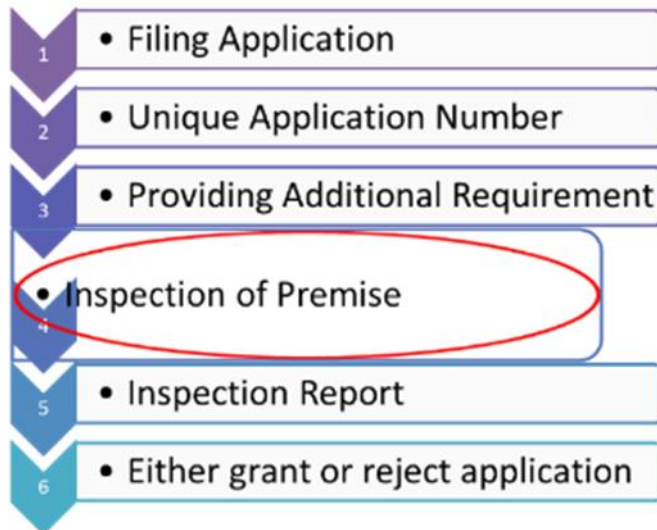 1 • Filing Application
2 • Unique Application Number
3 • Providing Additional Requirement
4 • Inspection of Premise
5 • Inspection Report
6 • Either grant or reject application